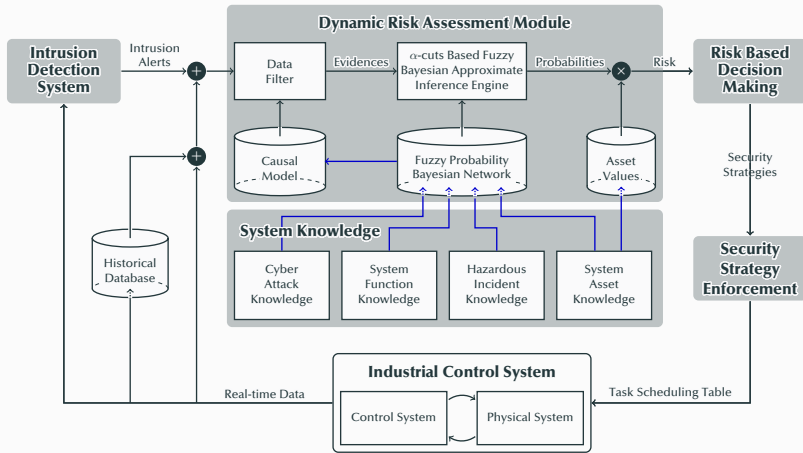 Dynamic Risk Assessment Module
Intrusion
Detection
System
Intrusion
Alerts
+
Data
Filter
Evidences
α-cuts Based Fuzzy
Bayesian Approximate
Inference Engine
Probabilities
×
Risk
Risk Based
Decision
Making
+
Causal
Model
Fuzzy Probability
Bayesian Network
Asset
Values
Security
Strategies
System Knowledge
Historical
Database
Cyber
Attack
Knowledge
System
Function
Knowledge
Hazardous
Incident
Knowledge
System
Asset
Knowledge
Security
Strategy
Enforcement
Industrial Control System
Real-time Data
Task Scheduling Table
Control System
Physical System